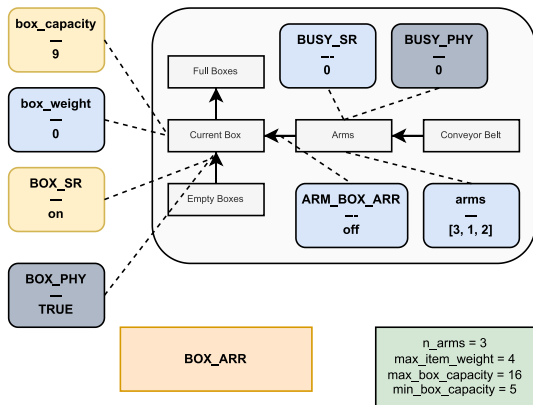 box_capacity
—
9
box_weight
—
0
BOX_SR
—
on
BOX_PHY
—
TRUE
BUSY_SR
--
0
BUSY_PHY
—
0
Full Boxes
Current Box
Arms
Conveyor Belt
Empty Boxes
ARM_BOX_ARR
--
off
arms
—
[3, 1, 2]
BOX_ARR
n_arms = 3
max_item_weight = 4
max_box_capacity = 16
min_box_capacity = 5